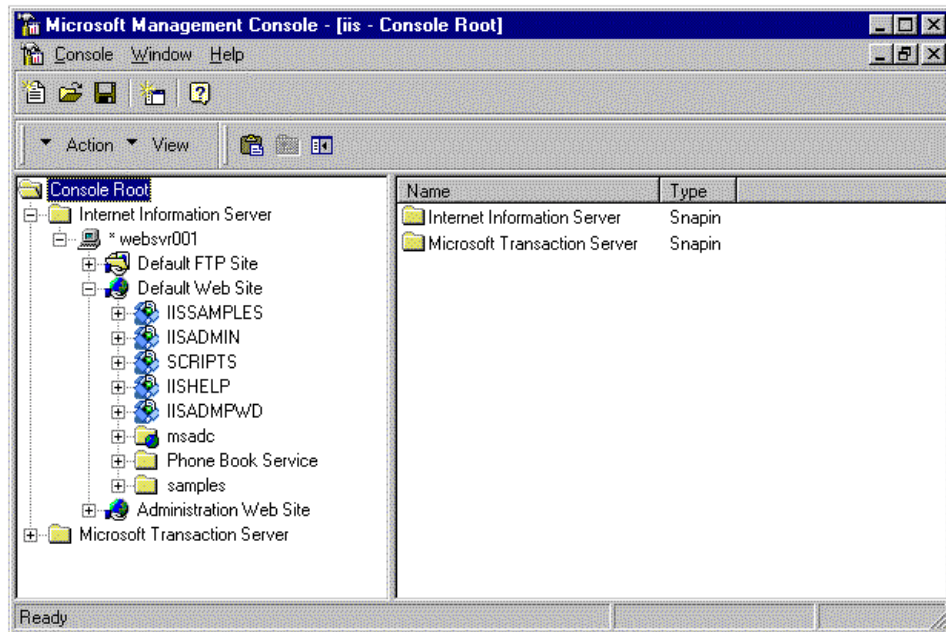 Microsoft Management Console - [iis - Console Root]
Console Window Help
Action View
Console Root
Internet Information Server
* websvr001
Default FTP Site
Default Web Site
IISSAMPLES
IISADMIN
SCRIPTS
IISHELP
IISADMPWD
msadc
Phone Book Service
samples
Administration Web Site
Microsoft Transaction Server
Name Type
Internet Information Server Snapin
Microsoft Transaction Server Snapin
Ready